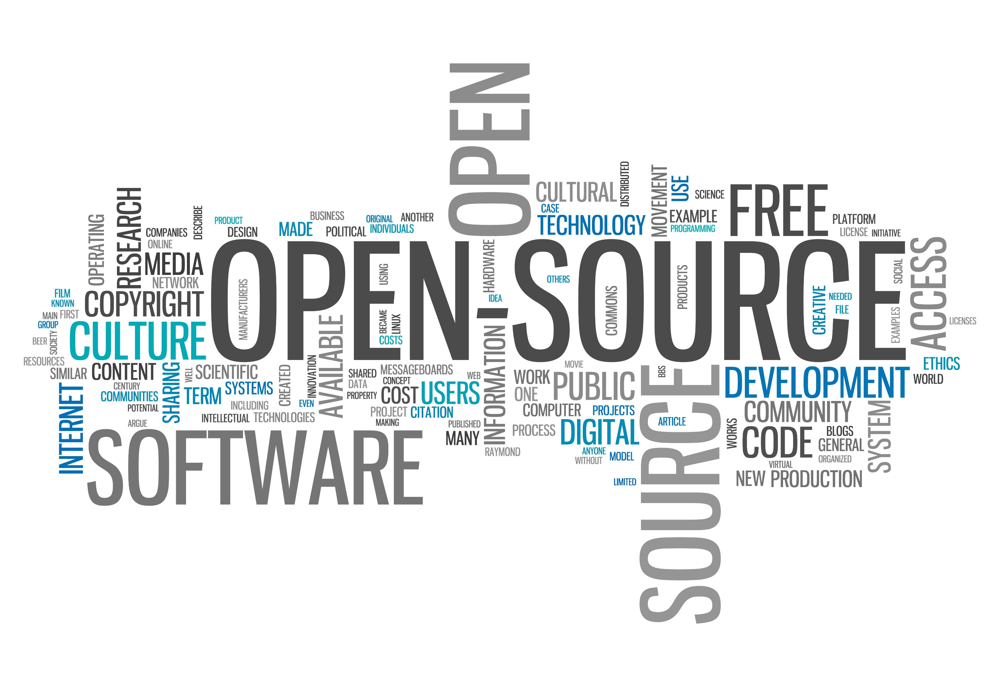 OPEN
DISTRIBUTED
MOVEMENT
USE
CULTURAL
SCIENCE
FREE
CASE
TECHNOLOGY
EXAMPLE
PROGRAMMING
PLATFORM
LICENSE INITIATIVE
RESEARCH
OPERATING
DESCRIBE
COMPANIES
ONLINE
PRODUCT
DESIGN
BUSINESS
MADE
POLITICAL
ORIGINAL
ANOTHER
INDIVIDUALS
MEDIA
NETWORK
FILM
KNOWN
MAIN FIRST
GROUP
COPYRIGHT
BEER
SOCIETY
CULTURE
RESOURCES
OPEN-SOURCE
MANUFACTURERS
USING
BECAME
LINUX
COSTS
HARDWARE
IDEA
OTHERS
COMMONS
PRODUCTS
CREATIVE
NEEDED
FILE
SOCIAL
EXAMPLES
ACCESS
LICENSES
ETHICS
WORLD
SIMILAR
CONTENT
CENTURY
COMMUNITIES
POTENTIAL
ARGUE
SHARING
WELL
SCIENTIFIC
TERM
SYSTEMS
INCLUDING
INTELLECTUAL
TECHNOLOGIES
CREATED
EVEN
INNOVATION
AVAILABLE
SHARED
DATA
PROPERTY
MESSAGEBOARDS
CONCEPT
WEB
COST
USERS
PROJECT
CITATION
MAKING
PUBLISHED
MANY
INFORMATION
RAYMOND
MOVIE
WORK
PUBLIC
ONE
COMPUTER
PROJECTS
PROCESS
DIGITAL
ANYONE
WITHOUT
MODEL
LIMITED
SOURCE
BBS
ARTICLE
DEVELOPMENT
COMMUNITY
WORKS
CODE
BLOGS
GENERAL
ORGANIZED
VIRTUAL
NEW PRODUCTION
SYSTEM
INTERNET
SOFTWARE